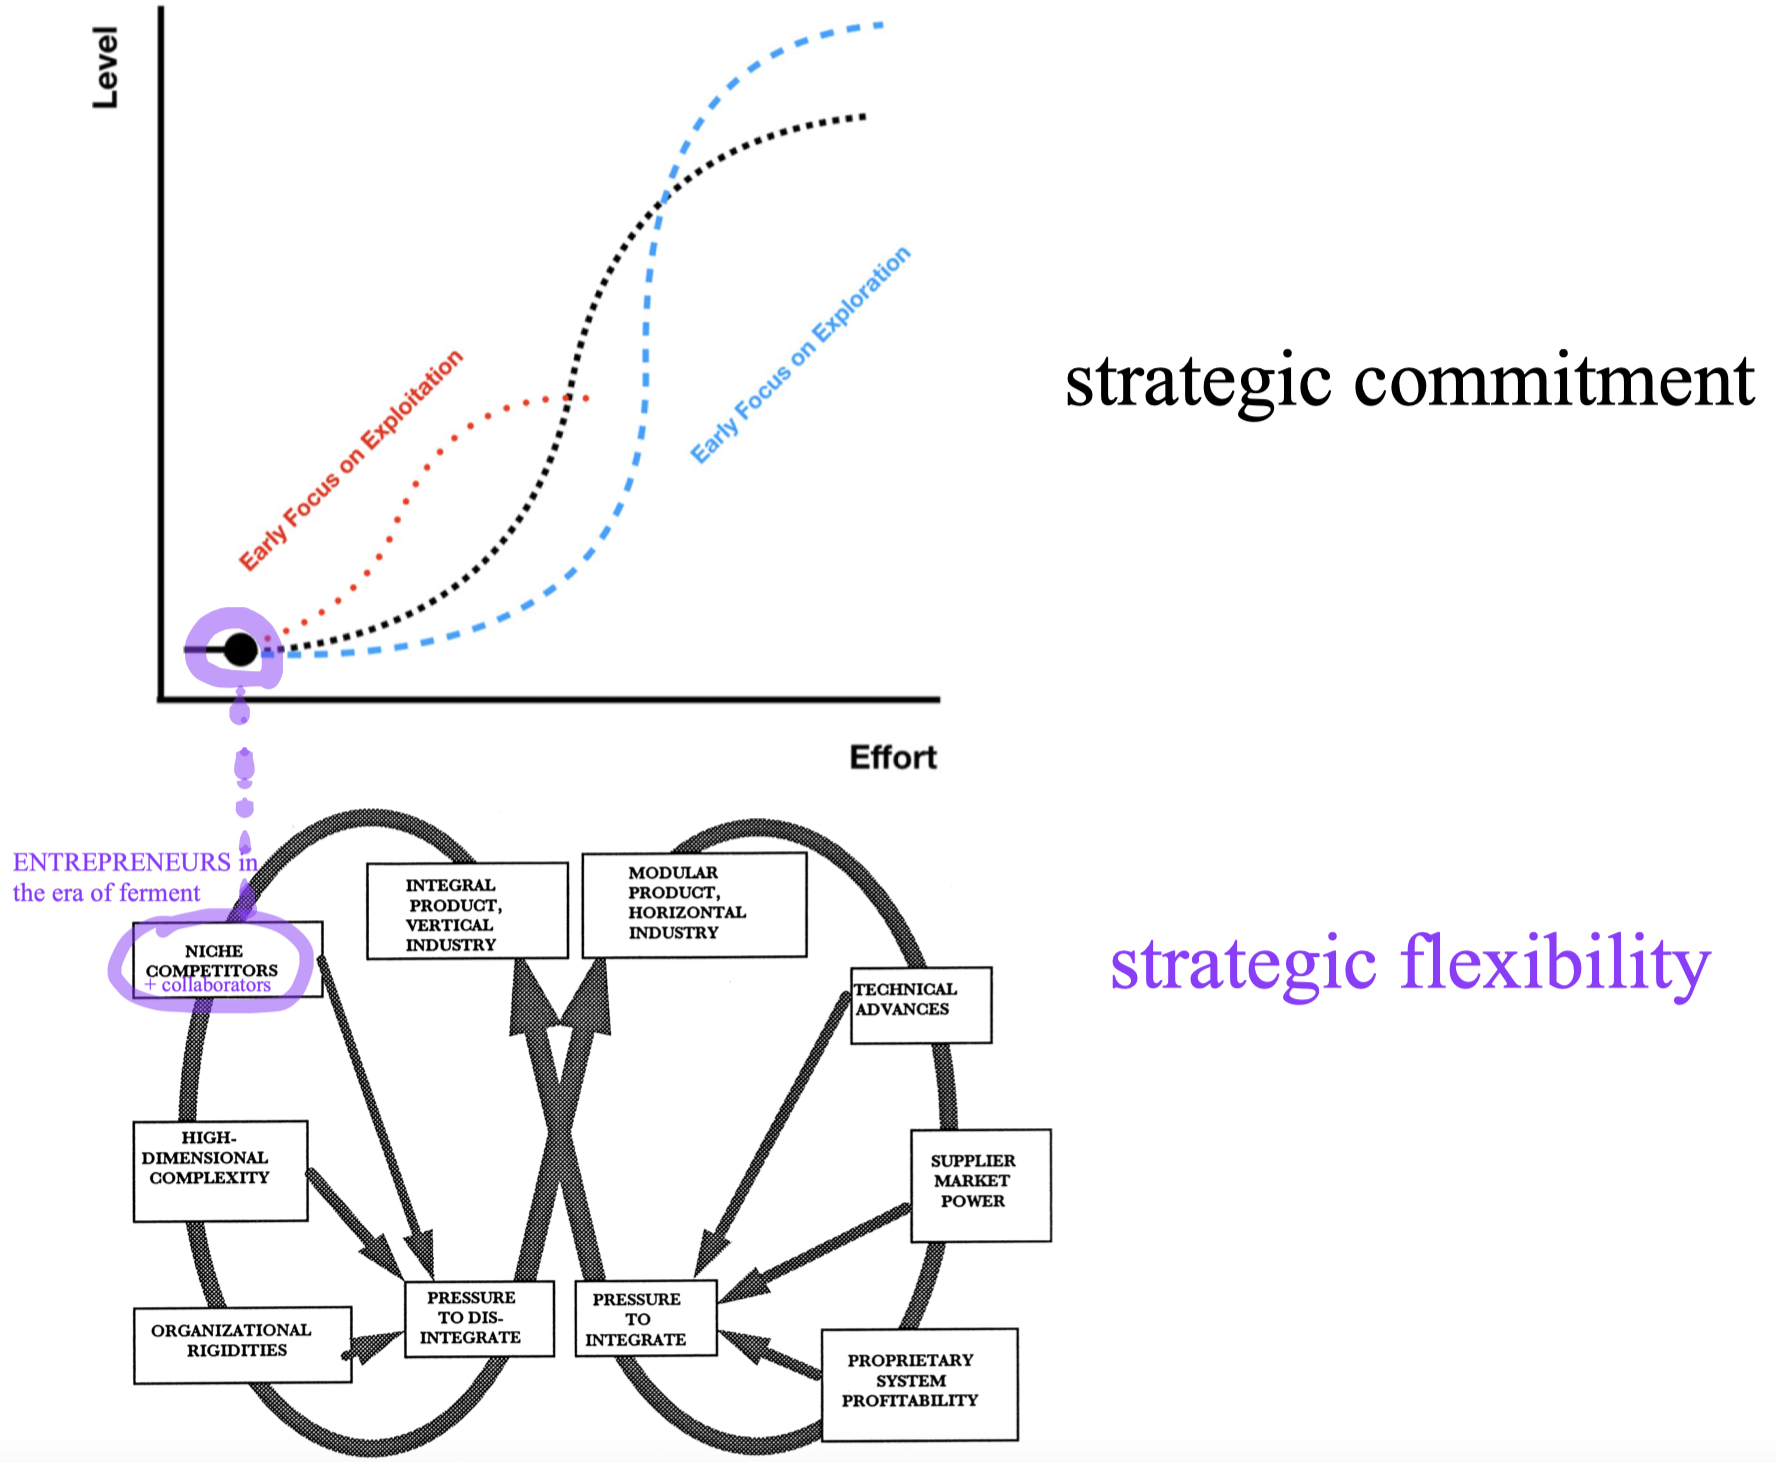 Level
Early Focus on Exploitation
Early Focus on Exploration
strategic commitment
Effort
ENTREPRENEURS in
the era of ferment
NICHE
COMPETITORS
+ collaborators
INTEGRAL
PRODUCT,
VERTICAL
INDUSTRY
MODULAR
PRODUCT,
HORIZONTAL
INDUSTRY
strategic flexibility
TECHNICAL
ADVANCES
HIGH-
DIMENSIONAL
COMPLEXITY
SUPPLIER
MARKET
POWER
ORGANIZATIONAL
RIGIDITIES
PRESSURE
TO DIS-
INTEGRATE
PRESSURE
TO
INTEGRATE
PROPRIETARY
SYSTEM
PROFITABILITY